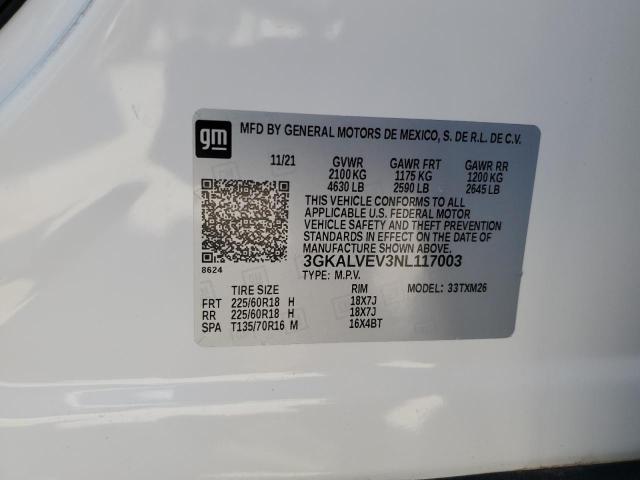 gm
MFD BY GENERAL MOTORS DE MEXICO, S. DE R.L. DE C.V.
11/21 GVWR GAWR FRT GAWR RR
2100 KG 1175 KG 1200 KG
4630 LB 2590 LB 2645 LB
THIS VEHICLE CONFORMS TO ALL
APPLICABLE U.S. FEDERAL MOTOR
VEHICLE SAFETY AND THEFT PREVENTION
STANDARDS IN EFFECT ON THE DATE OF
MANUFACTURE SHOWN ABOVE.
3GKALVEV3NL117003
8624
TYPE: M.P.V.
TIRE SIZE RIM MODEL: 33TXM26
FRT 225/60R18 H 18X7J
RR 225/60R18 H 18X7J
SPA T135/70R16 M 16X4BT